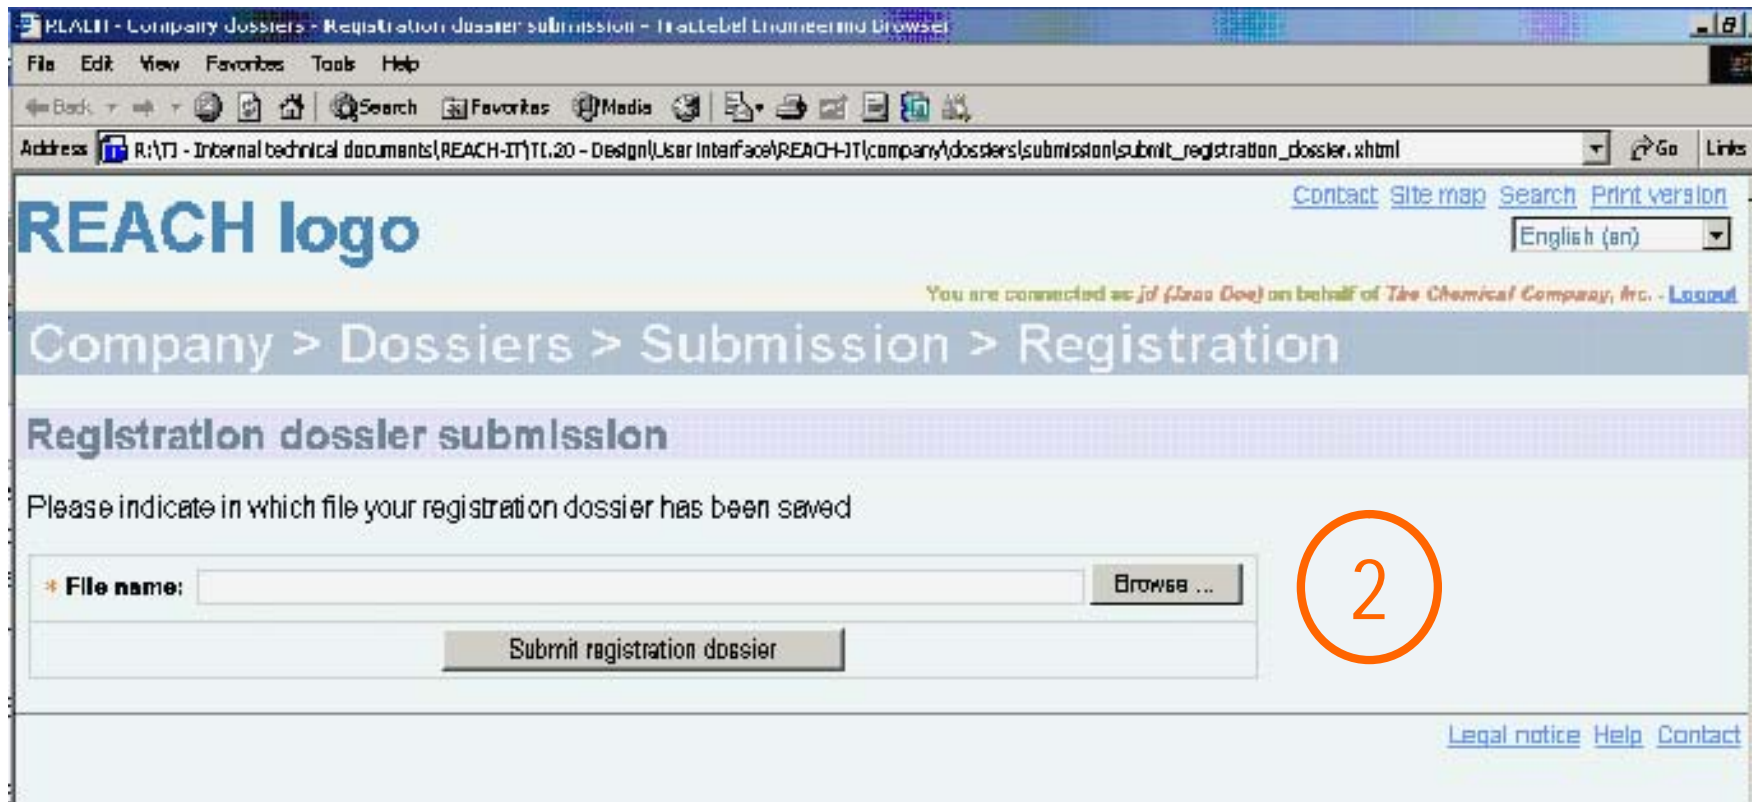 REACH - Company dossiers - Registration dossier submission - Tractebel Engineering Browser
File Edit View Favorites Tools Help
Back Search Favorites Media
Address R:\TI - Internal technical documents\REACH-IT\TI.20 - Design\User Interface\REACH-IT\company\dossiers\submission\submit_registration_dossier.xhtml Go Links
Contact Site map Search Print version
REACH logo
English (en)
You are connected as jd (Jane Doe) on behalf of The Chemical Company, Inc. - Logout
Company > Dossiers > Submission > Registration
Registration dossier submission
Please indicate in which file your registration dossier has been saved
* File name: Browse ...
2
Submit registration dossier
Legal notice Help Contact